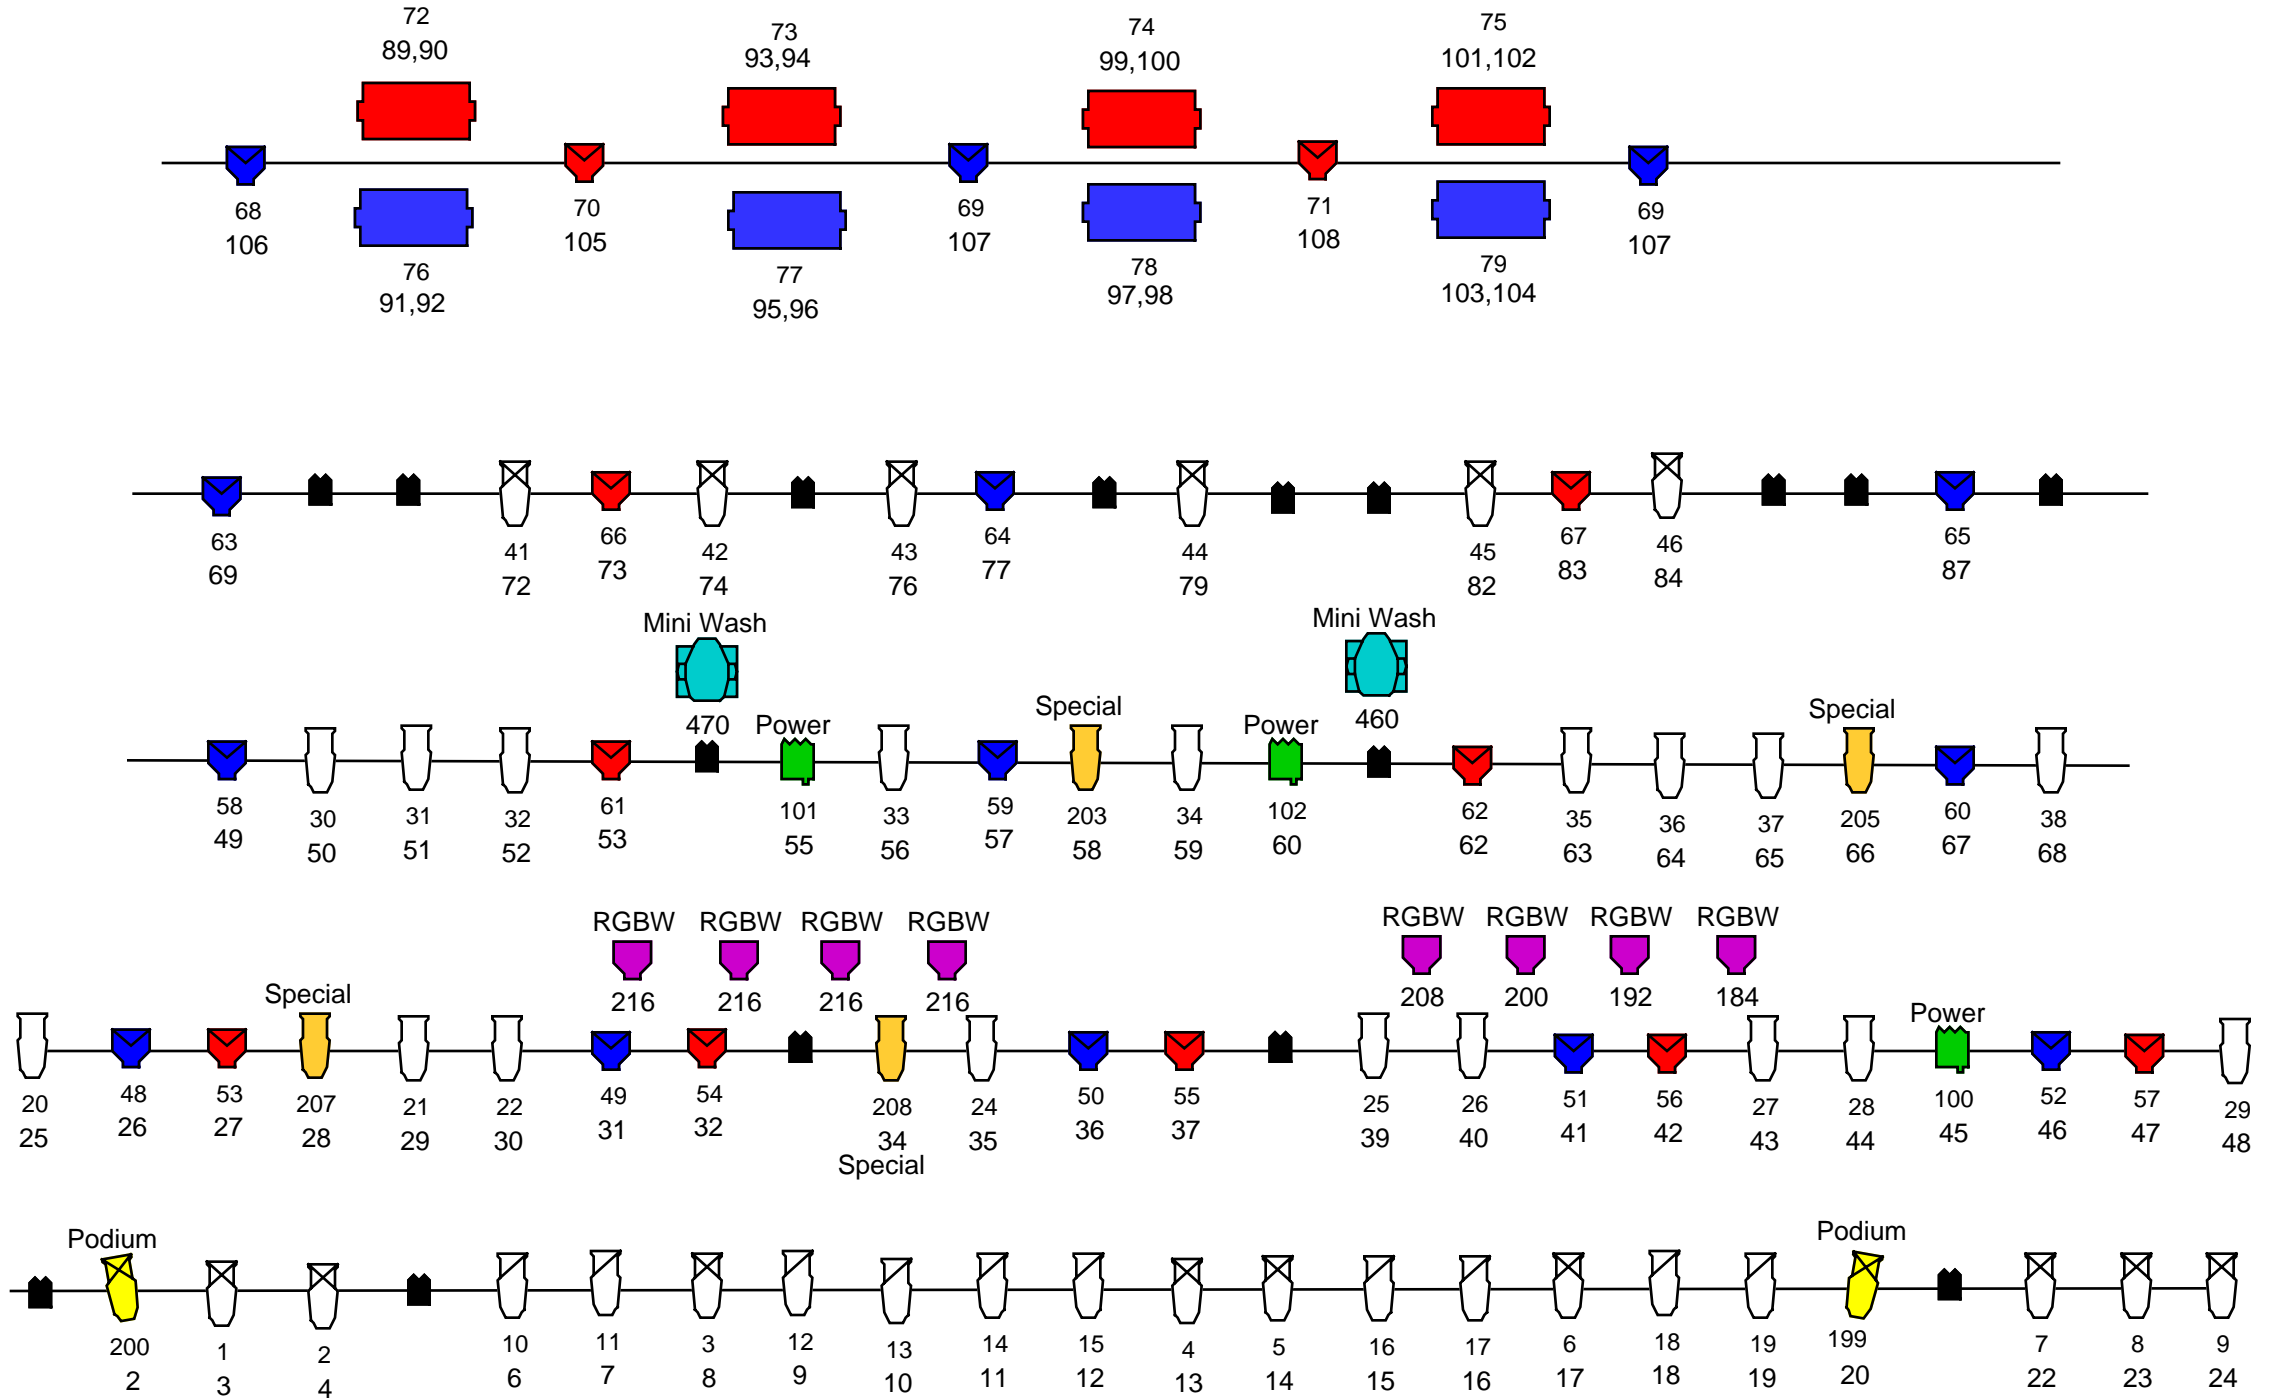 72 73 74 75
89,90 93,94 99,100 101,102
68 70 69 71 69
106 105 107 108 107
76 77 78 79
91,92 95,96 97,98 103,104
63 41 66 42 43 64 44 45 67 46 65
69 72 73 74 76 77 79 82 83 84 87
Mini Wash Mini Wash
470 460
Power Special Power Special
58 30 31 32 61 101 33 59 203 34 102 62 35 36 37 205 60 38
49 50 51 52 53 55 56 57 58 59 60 62 63 64 65 66 67 68
RGBW RGBW RGBW RGBW RGBW RGBW RGBW RGBW
216 216 216 216 208 200 192 184
Special Power
20 48 53 207 21 22 49 54 208 24 50 55 25 26 51 56 27 28 100 52 57 29
25 26 27 28 29 30 31 32 34 35 36 37 39 40 41 42 43 44 45 46 47 48
Special
Podium Podium
200 1 2 10 11 3 12 13 14 15 4 5 16 17 6 18 19 199 7 8 9
2 3 4 6 7 8 9 10 11 12 13 14 15 16 17 18 19 20 22 23 24